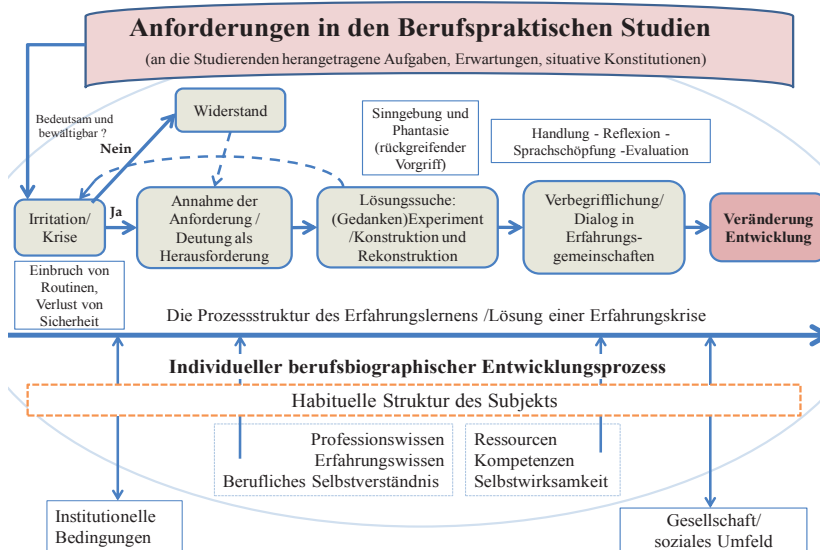 Anforderungen in den Berufspraktischen Studien
(an die Studierenden herangetragene Aufgaben, Erwartungen, situative Konstitutionen)
Bedeutsam und
bewältigbar ?
Nein
Widerstand
Sinngebung und
Phantasie
(rückgreifender
Vorgriff)
Handlung - Reflexion -
Sprachschöpfung -Evaluation
Irritation/
Krise
Ja
Annahme der
Anforderung /
Deutung als
Herausforderung
Lösungssuche:
(Gedanken)Experiment
/Konstruktion und
Rekonstruktion
Verbegrifflichung/
Dialog in
Erfahrungs-
gemeinschaften
Veränderung
Entwicklung
Einbruch von
Routinen,
Verlust von
Sicherheit
Die Prozessstruktur des Erfahrungslernens /Lösung einer Erfahrungskrise
Individueller berufsbiographischer Entwicklungsprozess
Habituelle Struktur des Subjekts
Professionswissen
Erfahrungswissen
Berufliches Selbstverständnis
Ressourcen
Kompetenzen
Selbstwirksamkeit
Institutionelle
Bedingungen
Gesellschaft/
soziales Umfeld